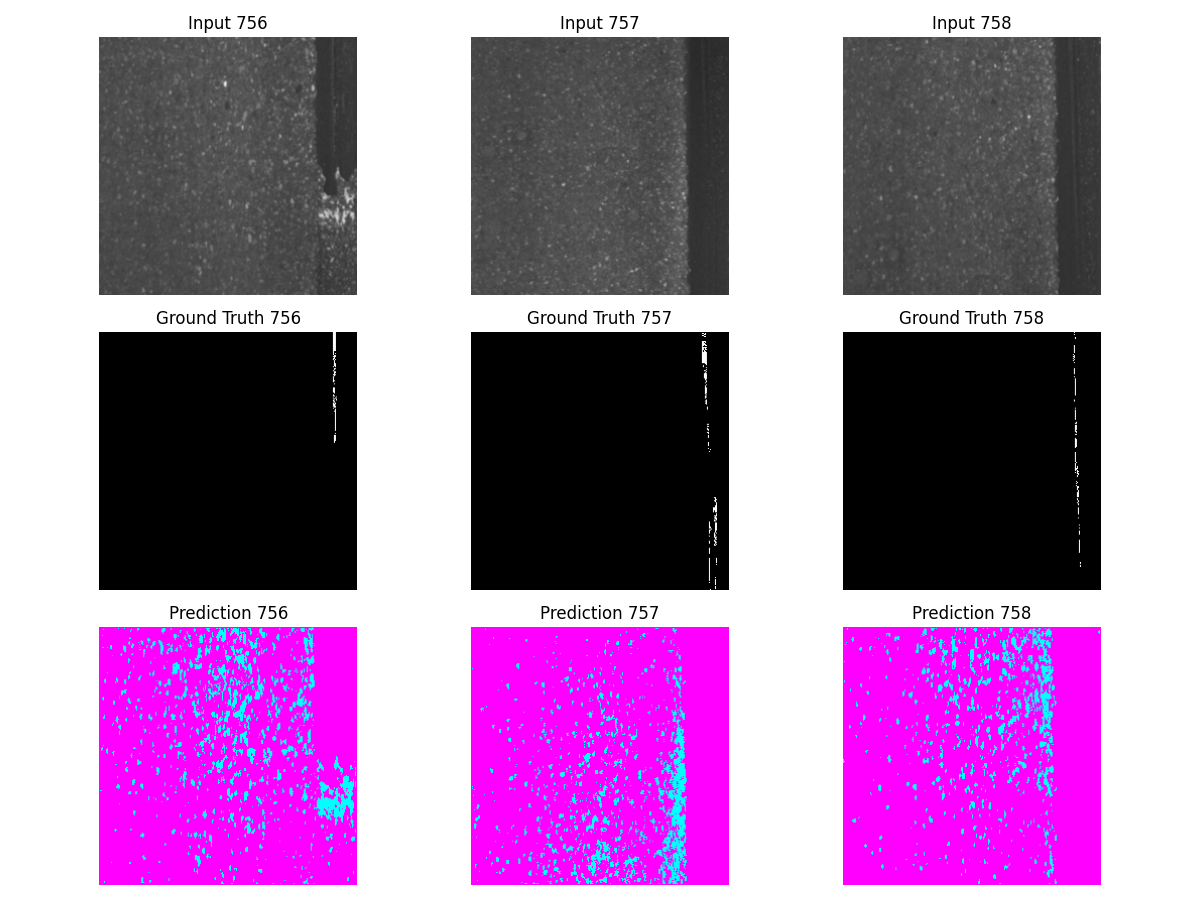 Input 756
Input 757
Input 758
Ground Truth 756
Ground Truth 757
Ground Truth 758
Prediction 756
Prediction 757
Prediction 758